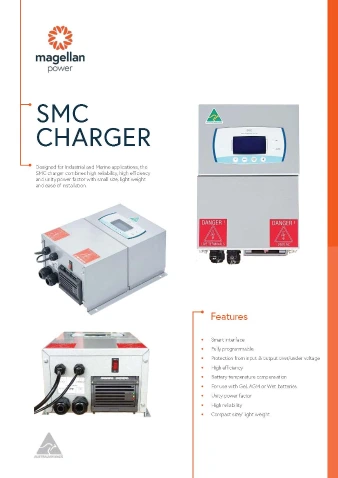 magellan
power
SMC
CHARGER
Designed for Industrial and Marine applications, the
SMC charger combines high reliability, high efficiency
and unity power factor with small size, light weight
and ease of installation.
DANGER !
DANGER !
Features
• Smart interface
• Fully programmable
• Protection from input & output over/under voltage
• High efficiency
• Battery temperature compensation
• For use with Gel, AGM or Wet batteries
• Unity power factor
• High reliability
• Compact size/ light weight